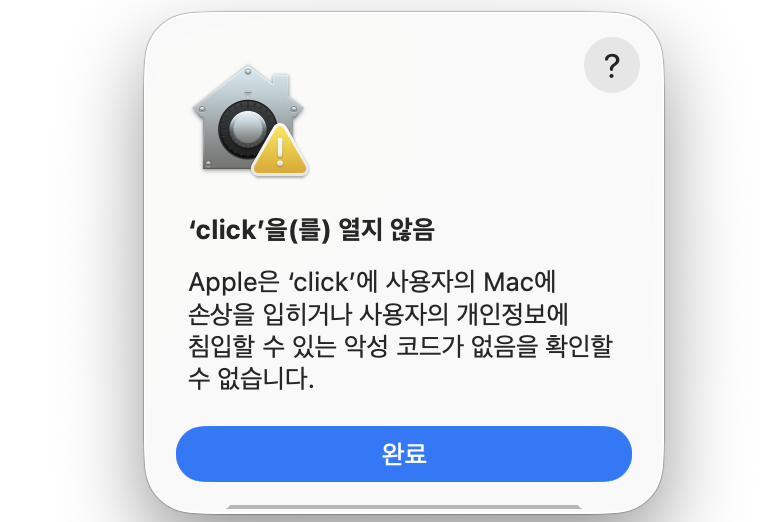 ?
‘click’을(를) 열지 않음
Apple은 ‘click’에 사용자의 Mac에
손상을 입히거나 사용자의 개인정보에
침입할 수 있는 악성 코드가 없음을 확인할
수 없습니다.
완료